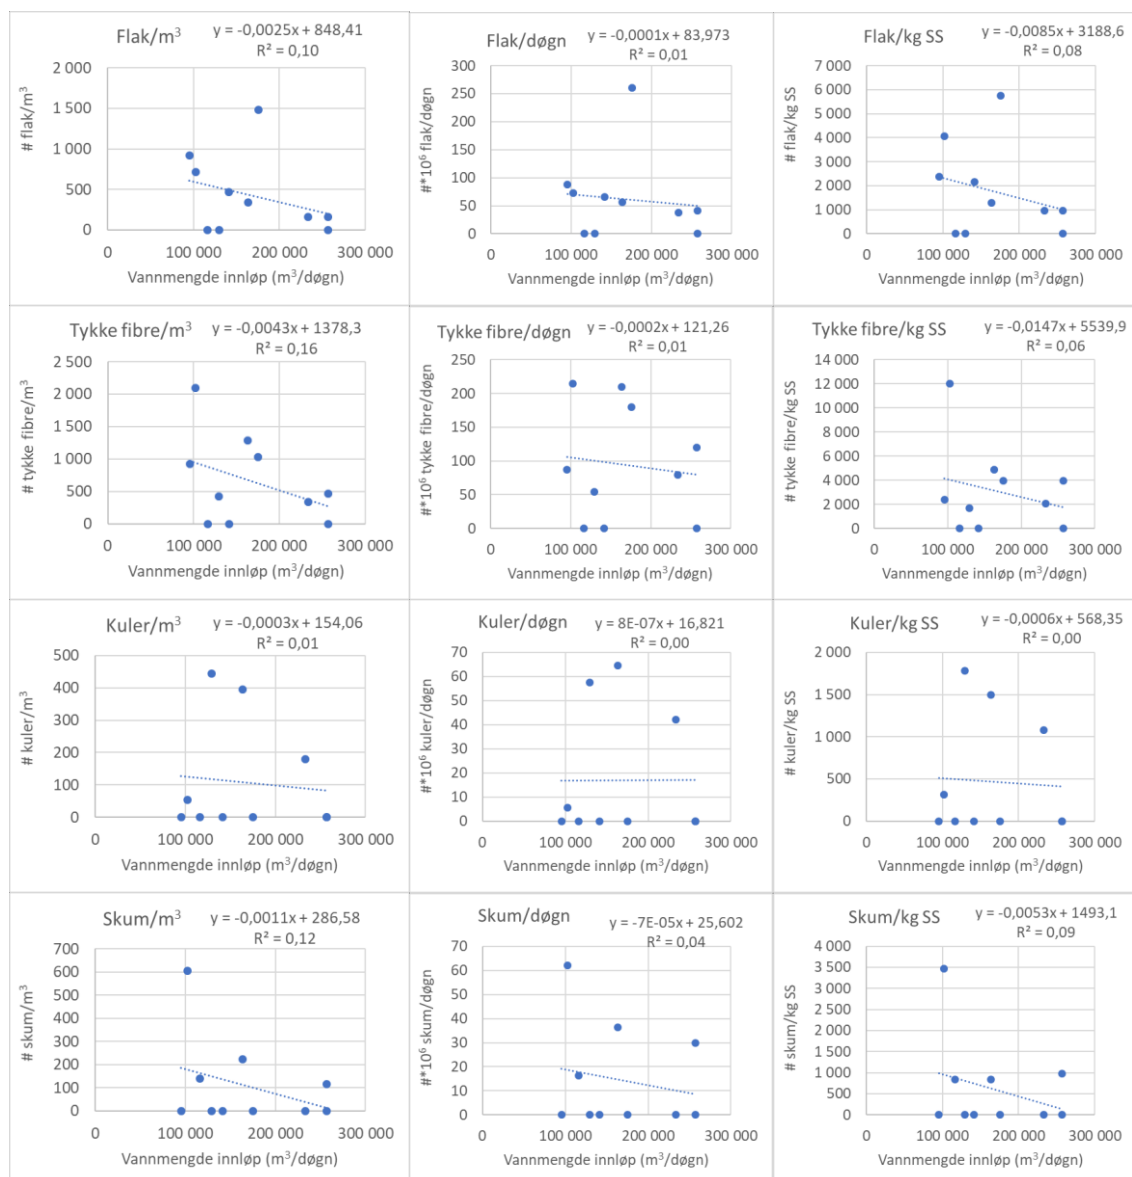 Flak/m³
y = -0,0025x + 848,41
R² = 0,10
# flak/m³
2 000
1 500
1 000
500
0
0 100 000 200 000 300 000
Vannmengde innløp (m³/døgn)
Flak/døgn
y = -0,0001x + 83,973
R² = 0,01
#*10⁶ flak/døgn
300
250
200
150
100
50
0
0 100 000 200 000 300 000
Vannmengde innløp (m³/døgn)
Flak/kg SS
y = -0,0085x + 3188,6
R² = 0,08
# flak/kg SS
7 000
6 000
5 000
4 000
3 000
2 000
1 000
0
0 100 000 200 000 300 000
Vannmengde innløp (m³/døgn)
Tykke fibre/m³
y = -0,0043x + 1378,3
R² = 0,16
# tykke fibre/m³
2 500
2 000
1 500
1 000
500
0
0 100 000 200 000 300 000
Vannmengde innløp (m³/døgn)
Tykke fibre/døgn
y = -0,0002x + 121,26
R² = 0,01
#*10⁶ tykke fibre/døgn
250
200
150
100
50
0
0 100 000 200 000 300 000
Vannmengde innløp (m³/døgn)
Tykke fibre/kg SS
y = -0,0147x + 5539,9
R² = 0,06
# tykke fibre/kg SS
14 000
12 000
10 000
8 000
6 000
4 000
2 000
0
0 100 000 200 000 300 000
Vannmengde innløp (m³/døgn)
Kuler/m³
y = -0,0003x + 154,06
R² = 0,01
# kuler/m³
500
400
300
200
100
0
0 100 000 200 000 300 000
Vannmengde innløp (m³/døgn)
Kuler/døgn
y = 8E-07x + 16,821
R² = 0,00
#*10⁶ kuler/døgn
70
60
50
40
30
20
10
0
0 100 000 200 000 300 000
Vannmengde innløp (m³/døgn)
Kuler/kg SS
y = -0,0006x + 568,35
R² = 0,00
# kuler/kg SS
2 000
1 500
1 000
500
0
0 100 000 200 000 300 000
Vannmengde innløp (m³/døgn)
Skum/m³
y = -0,0011x + 286,58
R² = 0,12
# skum/m³
700
600
500
400
300
200
100
0
0 100 000 200 000 300 000
Vannmengde innløp (m³/døgn)
Skum/døgn
y = -7E-05x + 25,602
R² = 0,04
#*10⁶ skum/døgn
70
60
50
40
30
20
10
0
0 100 000 200 000 300 000
Vannmengde innløp (m³/døgn)
Skum/kg SS
y = -0,0053x + 1493,1
R² = 0,09
# skum/kg SS
4 000
3 500
3 000
2 500
2 000
1 500
1 000
500
0
0 100 000 200 000 300 000
Vannmengde innløp (m³/døgn)